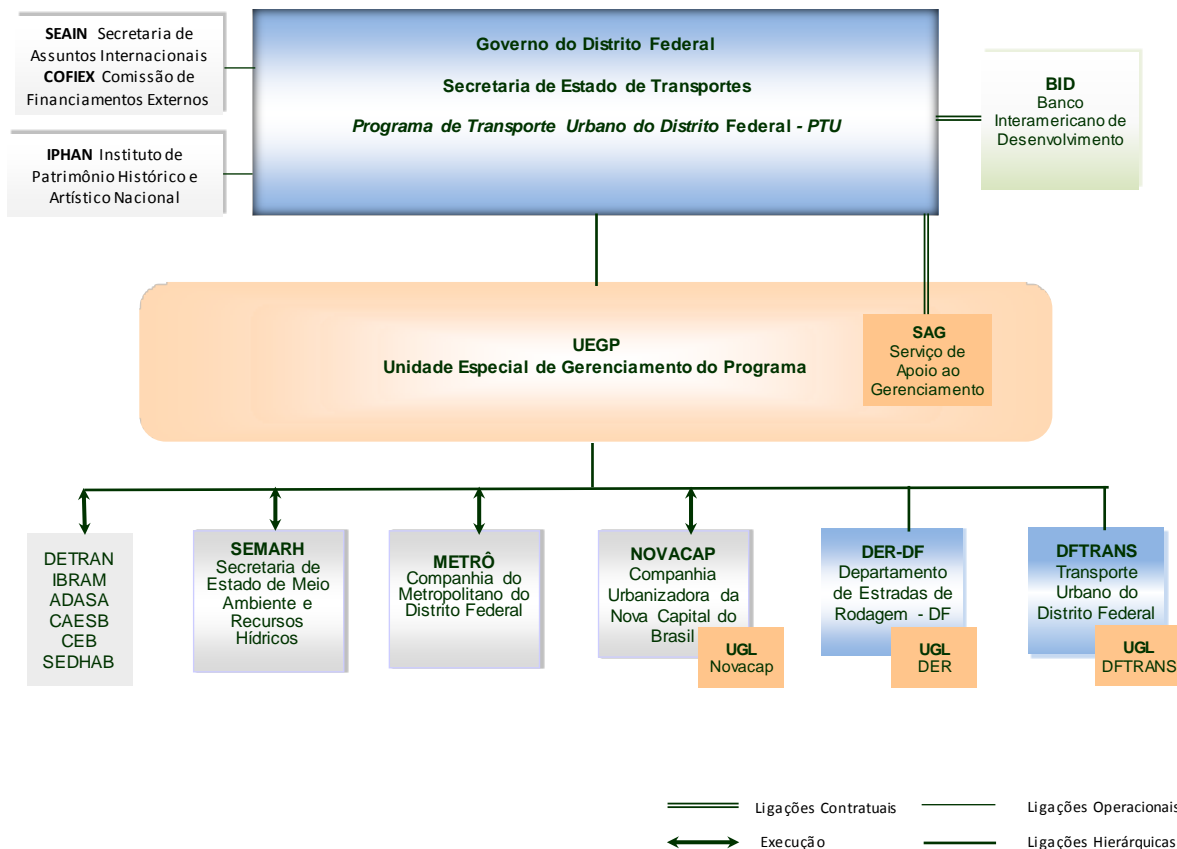 SEAIN Secretaria de
Assuntos Internacionais
COFIEX Comissão de
Financiamentos Externos
IPHAN Instituto de
Patrimônio Histórico e
Artístico Nacional
Governo do Distrito Federal
Secretaria de Estado de Transportes
Programa de Transporte Urbano do Distrito Federal - PTU
BID
Banco
Interamericano de
Desenvolvimento
UEGP
Unidade Especial de Gerenciamento do Programa
SAG
Serviço de
Apoio ao
Gerenciamento
DETRAN
IBRAM
ADASA
CAESB
CEB
SEDHAB
SEMARH
Secretaria de
Estado de Meio
Ambiente e
Recursos
Hídricos
METRÔ
Companhia do
Metropolitano do
Distrito Federal
NOVACAP
Companhia
Urbanizadora da
Nova Capital do
Brasil
UGL
Novacap
DER-DF
Departamento
de Estradas de
Rodagem - DF
UGL
DER
DFTRANS
Transporte
Urbano do
Distrito Federal
UGL
DFTRANS
Ligações Contratuais
Ligações Operacionais
Execução
Ligações Hierárquicas